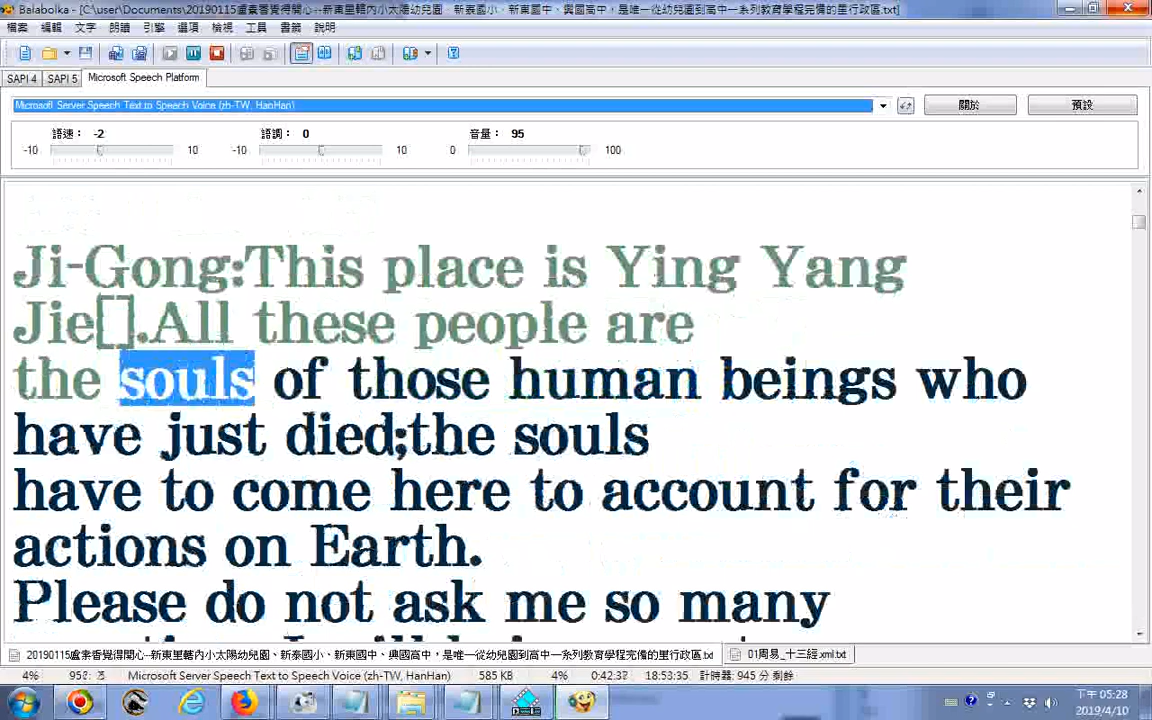 Balabolka - [C:\user\Documents\20190115盧素香覺得開心--新東里轄內小太陽幼兒園、新泰國小、新東國中、興國高中，是唯一從幼兒園到高中一系列教育學程完備的里行政區.txt]
檔案 編輯 文字 朗讀 引擎 選項 檢視 工具 書籤 說明
SAPI 4 SAPI 5 Microsoft Speech Platform
Microsoft Server Speech Text to Speech Voice (zh-TW, HanHan)
關於 預設
語速： -2 語調： 0 音量： 95
-10 10 -10 10 0 100
Ji-Gong:This place is Ying Yang
Jie[].All these people are
the souls of those human beings who
have just died;the souls
have to come here to account for their
actions on Earth.
Please do not ask me so many
20190115盧素香覺得開心--新東里轄內小太陽幼兒園、新泰國小、新東國中、興國高中，是唯一從幼兒園到高中一系列教育學程完備的里行政區.txt 01周易_十三經.xml.txt
4% Microsoft Server Speech Text to Speech Voice (zh-TW, HanHan) 585 KB 4% 0:42:37 18:53:35 計時器: 945 分 剩餘
下午 05:28
2019/4/10